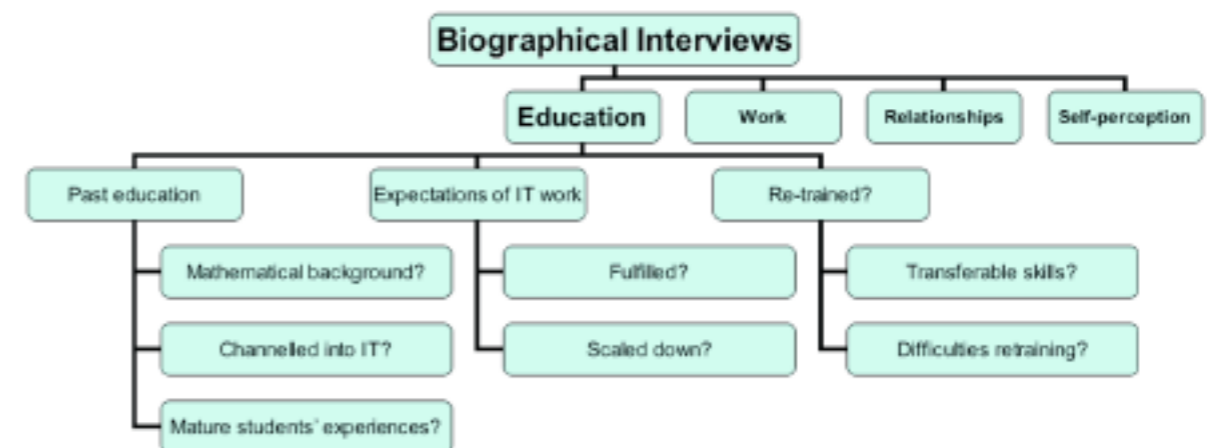 Biographical Interviews
Education
Work
Relationships
Self-perception
Past education
Expectations of IT work
Re-trained?
Mathematical background?
Fulfilled?
Transferable skills?
Channelled into IT?
Scaled down?
Difficulties retraining?
Mature students' experiences?